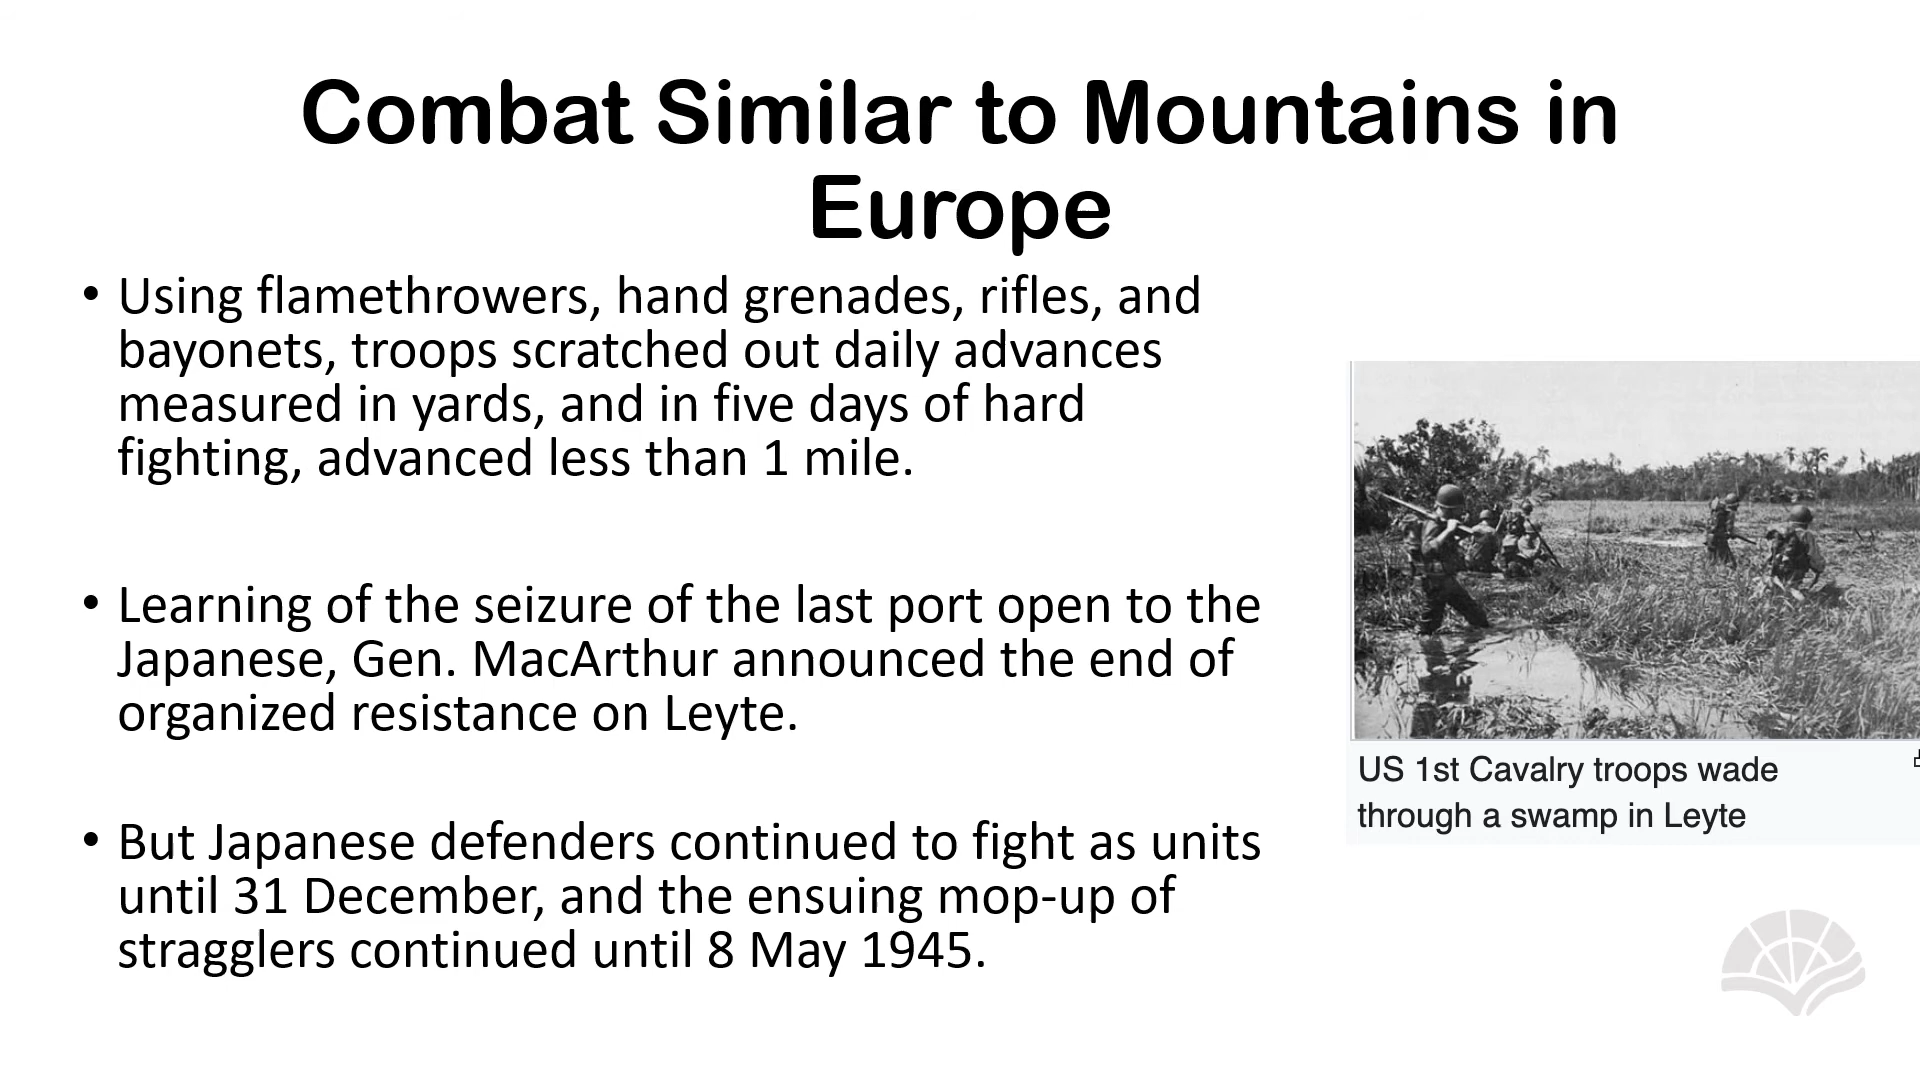 Combat Similar to Mountains in
Europe
• Using flamethrowers, hand grenades, rifles, and
bayonets, troops scratched out daily advances
measured in yards, and in five days of hard
fighting, advanced less than 1 mile.
• Learning of the seizure of the last port open to the
Japanese, Gen. MacArthur announced the end of
organized resistance on Leyte.
• But Japanese defenders continued to fight as units
until 31 December, and the ensuing mop-up of
stragglers continued until 8 May 1945.
US 1st Cavalry troops wade
through a swamp in Leyte